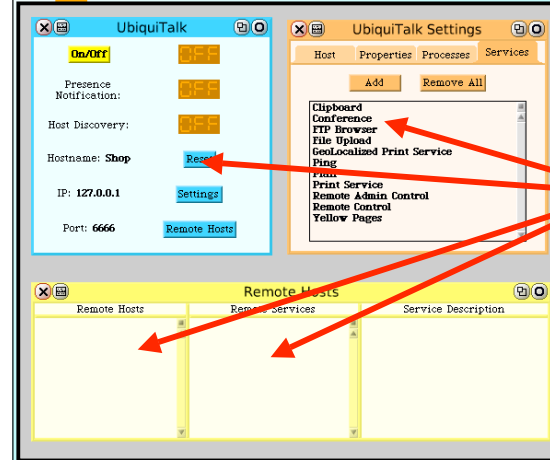 UbiquiTalk
On/Off OFF
Presence
Notification: OFF
Host Discovery: OFF
Hostname: Shop Reset
IP: 127.0.0.1 Settings
Port: 6666 Remote Hosts
UbiquiTalk Settings
Host Properties Processes Services
Add Remove All
Clipboard
Conference
FTP Browser
File Upload
GeoLocalized Print Service
Ping
Plan
Print Service
Remote Admin Control
Remote Control
Yellow Pages
Remote Hosts
Remote Hosts Remote Services Service Description